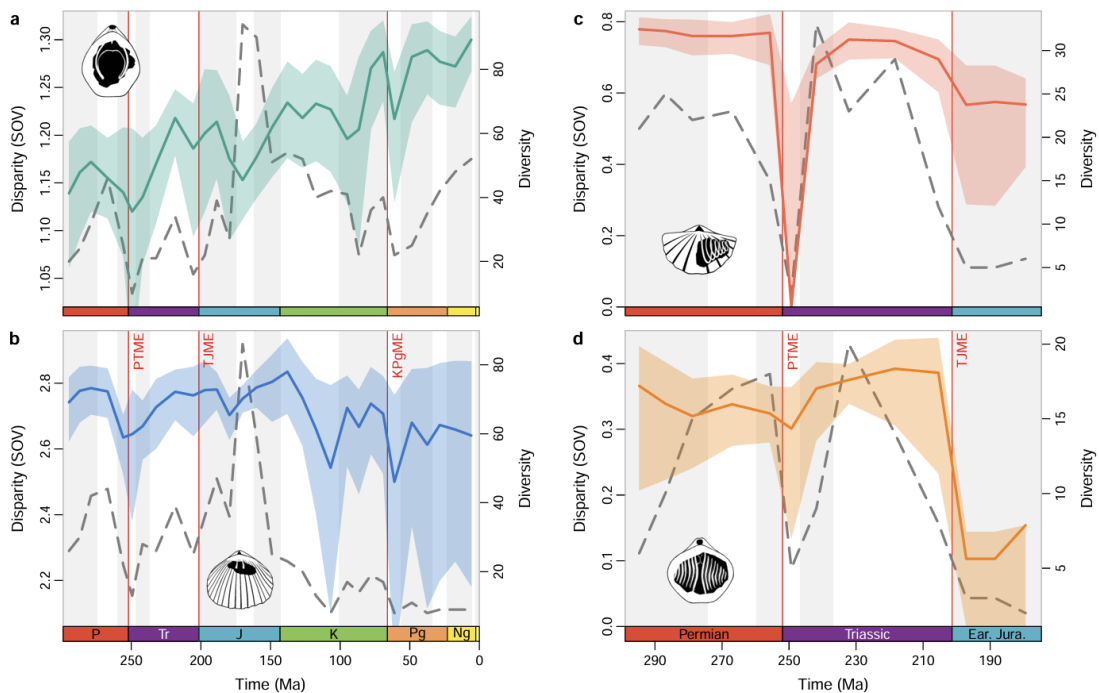 a
1.30
1.25
1.20
1.15
1.10
1.05
Disparity (SOV)
80
60
40
20
Diversity
c
0.8
0.6
0.4
0.2
0.0
Disparity (SOV)
30
25
20
15
10
5
Diversity
b
PTME
TJME
KPgME
2.8
2.6
2.4
2.2
Disparity (SOV)
80
60
40
20
Diversity
P
Tr
J
K
Pg
Ng
250
200
150
100
50
0
Time (Ma)
d
PTME
TJME
0.4
0.3
0.2
0.1
0.0
Disparity (SOV)
20
15
10
5
Diversity
Permian
Triassic
Ear. Jura.
290
270
250
230
210
190
Time (Ma)